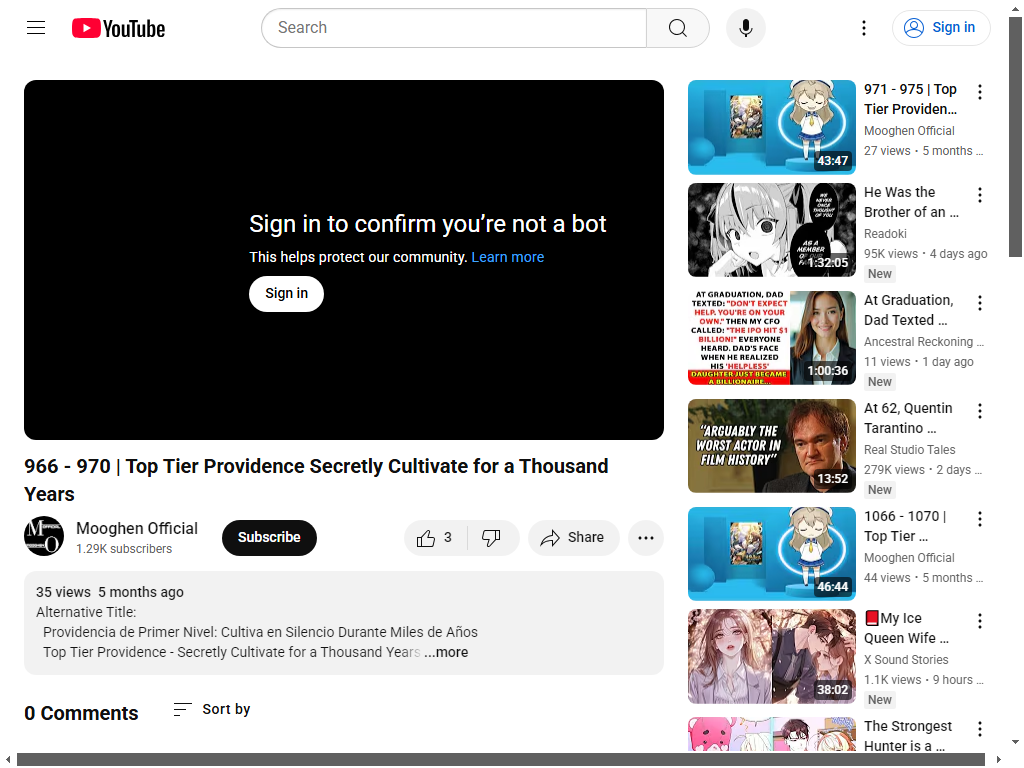 YouTube
Search
Sign in
Sign in to confirm you're not a bot
This helps protect our community. Learn more
Sign in
966 - 970 | Top Tier Providence Secretly Cultivate for a Thousand
Years
Mooghen Official
1.29K subscribers
Subscribe
3
Share
35 views 5 months ago
Alternative Title:
Providencia de Primer Nivel: Cultiva en Silencio Durante Miles de Años
Top Tier Providence - Secretly Cultivate for a Thousand Years ...more
0 Comments
Sort by
43:47
971 - 975 | Top
Tier Providen...
Mooghen Official
27 views • 5 months ...
WE
NEVER
ONCE
THOUGHT
OF YOU
AS A
MEMBER
1:32:05
He Was the
Brother of an ...
Readoki
95K views • 4 days ago
New
AT GRADUATION, DAD
TEXTED: "DON'T EXPECT
HELP. YOU'RE ON YOUR
OWN." THEN MY CFO
CALLED: "THE IPO HIT $1
BILLION!" EVERYONE
HEARD. DAD'S FACE
WHEN HE REALIZED
HIS 'HELPLESS'
DAUGHTER JUST BECAME
A BILLIONAIRE...
1:00:36
At Graduation,
Dad Texted ...
Ancestral Reckoning ...
11 views • 1 day ago
New
"ARGUABLY THE
WORST ACTOR IN
FILM HISTORY"
13:52
At 62, Quentin
Tarantino ...
Real Studio Tales
279K views • 2 days ...
New
46:44
1066 - 1070 |
Top Tier ...
Mooghen Official
44 views • 5 months ...
38:02
My Ice
Queen Wife ...
X Sound Stories
1.1K views • 9 hours ...
New
The Strongest
Hunter is a ...